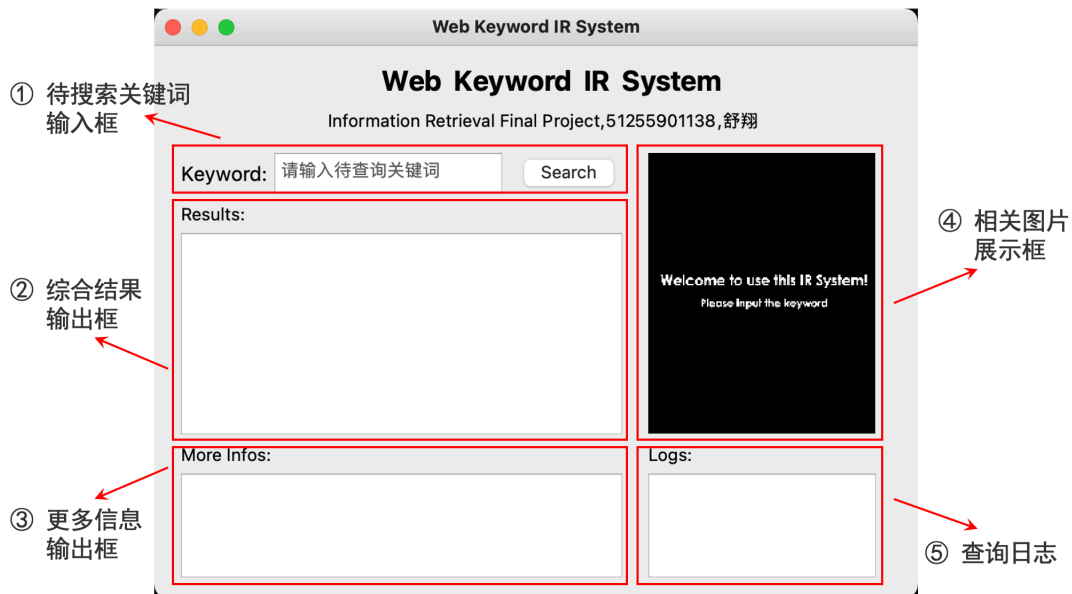 Web Keyword IR System
Web Keyword IR System
Information Retrieval Final Project,51255901138,舒翔
① 待搜索关键词
输入框
Keyword:
请输入待查询关键词
Search
Results:
② 综合结果
输出框
Welcome to use this IR System!
Please input the keyword
④ 相关图片
展示框
More Infos:
③ 更多信息
输出框
Logs:
⑤ 查询日志